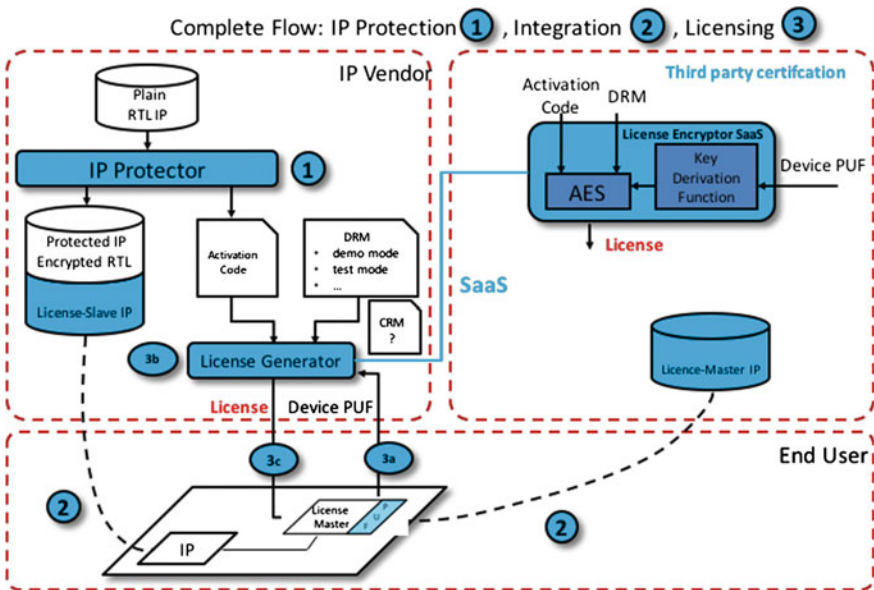 Complete Flow: IP Protection 1 , Integration 2 , Licensing 3
IP Vendor
Plain
RTL IP
IP Protector
1
Protected IP
Encrypted RTL
License-Slave IP
Activation
Code
DRM
• demo mode
• test mode
• ...
CRM
?
3b
License Generator
License
Device PUF
SaaS
Third party certifcation
Activation
Code
DRM
License Encryptor SaaS
AES
Key
Derivation
Function
Device PUF
License
Licence-Master IP
End User
3c
3a
2
IP
License
Master
PUF
2